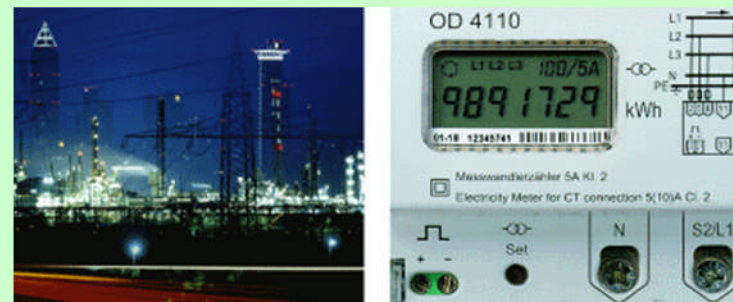 OD 4110
L1
L2
L3
N
PE
L1 L2 L3 100/5A
9891729 kWh
01-18 12345741
Messwandlerzähler 5A Kl. 2
Electricity Meter for CT connection 5(10)A Cl. 2
N
S2/L1
+ -
Set